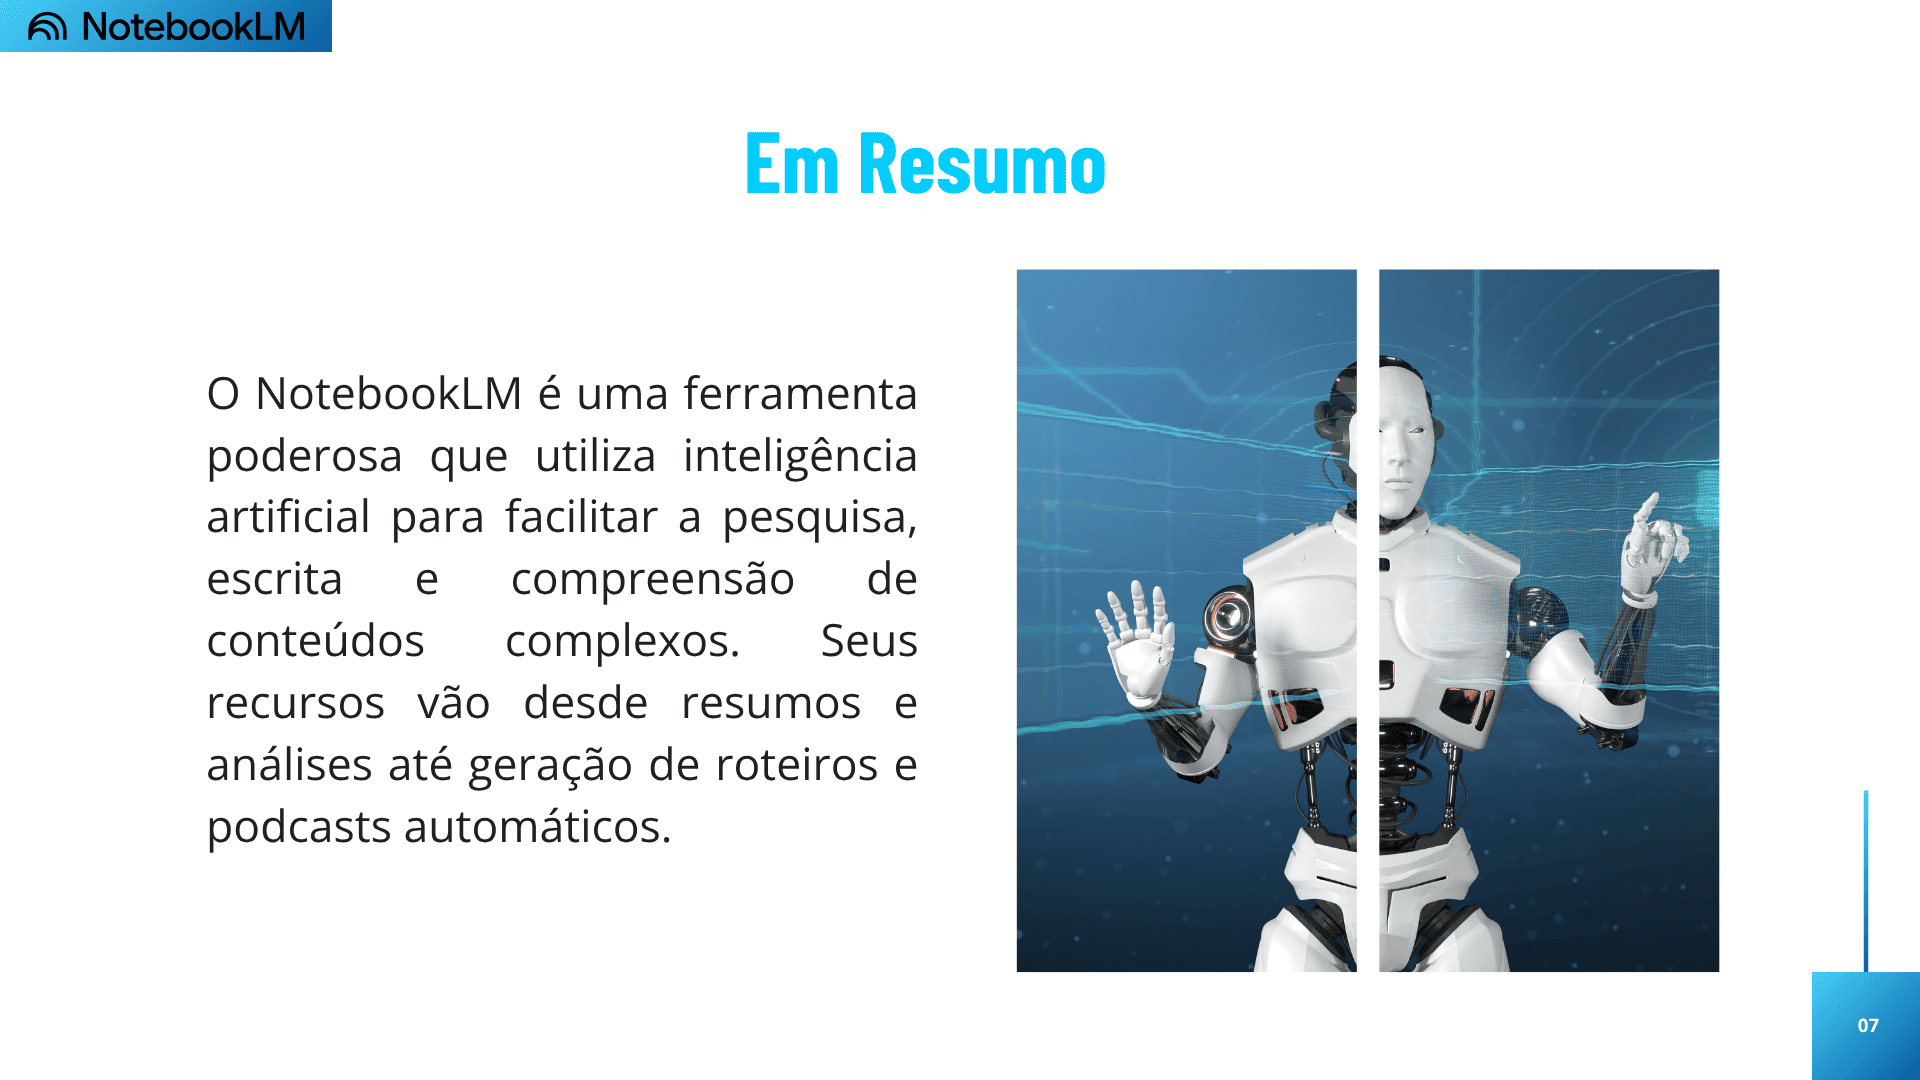 NotebookLM
Em Resumo
O NotebookLM é uma ferramenta
poderosa que utiliza inteligência
artificial para facilitar a pesquisa,
escrita e compreensão de
conteúdos complexos. Seus
recursos vão desde resumos e
análises até geração de roteiros e
podcasts automáticos.
07